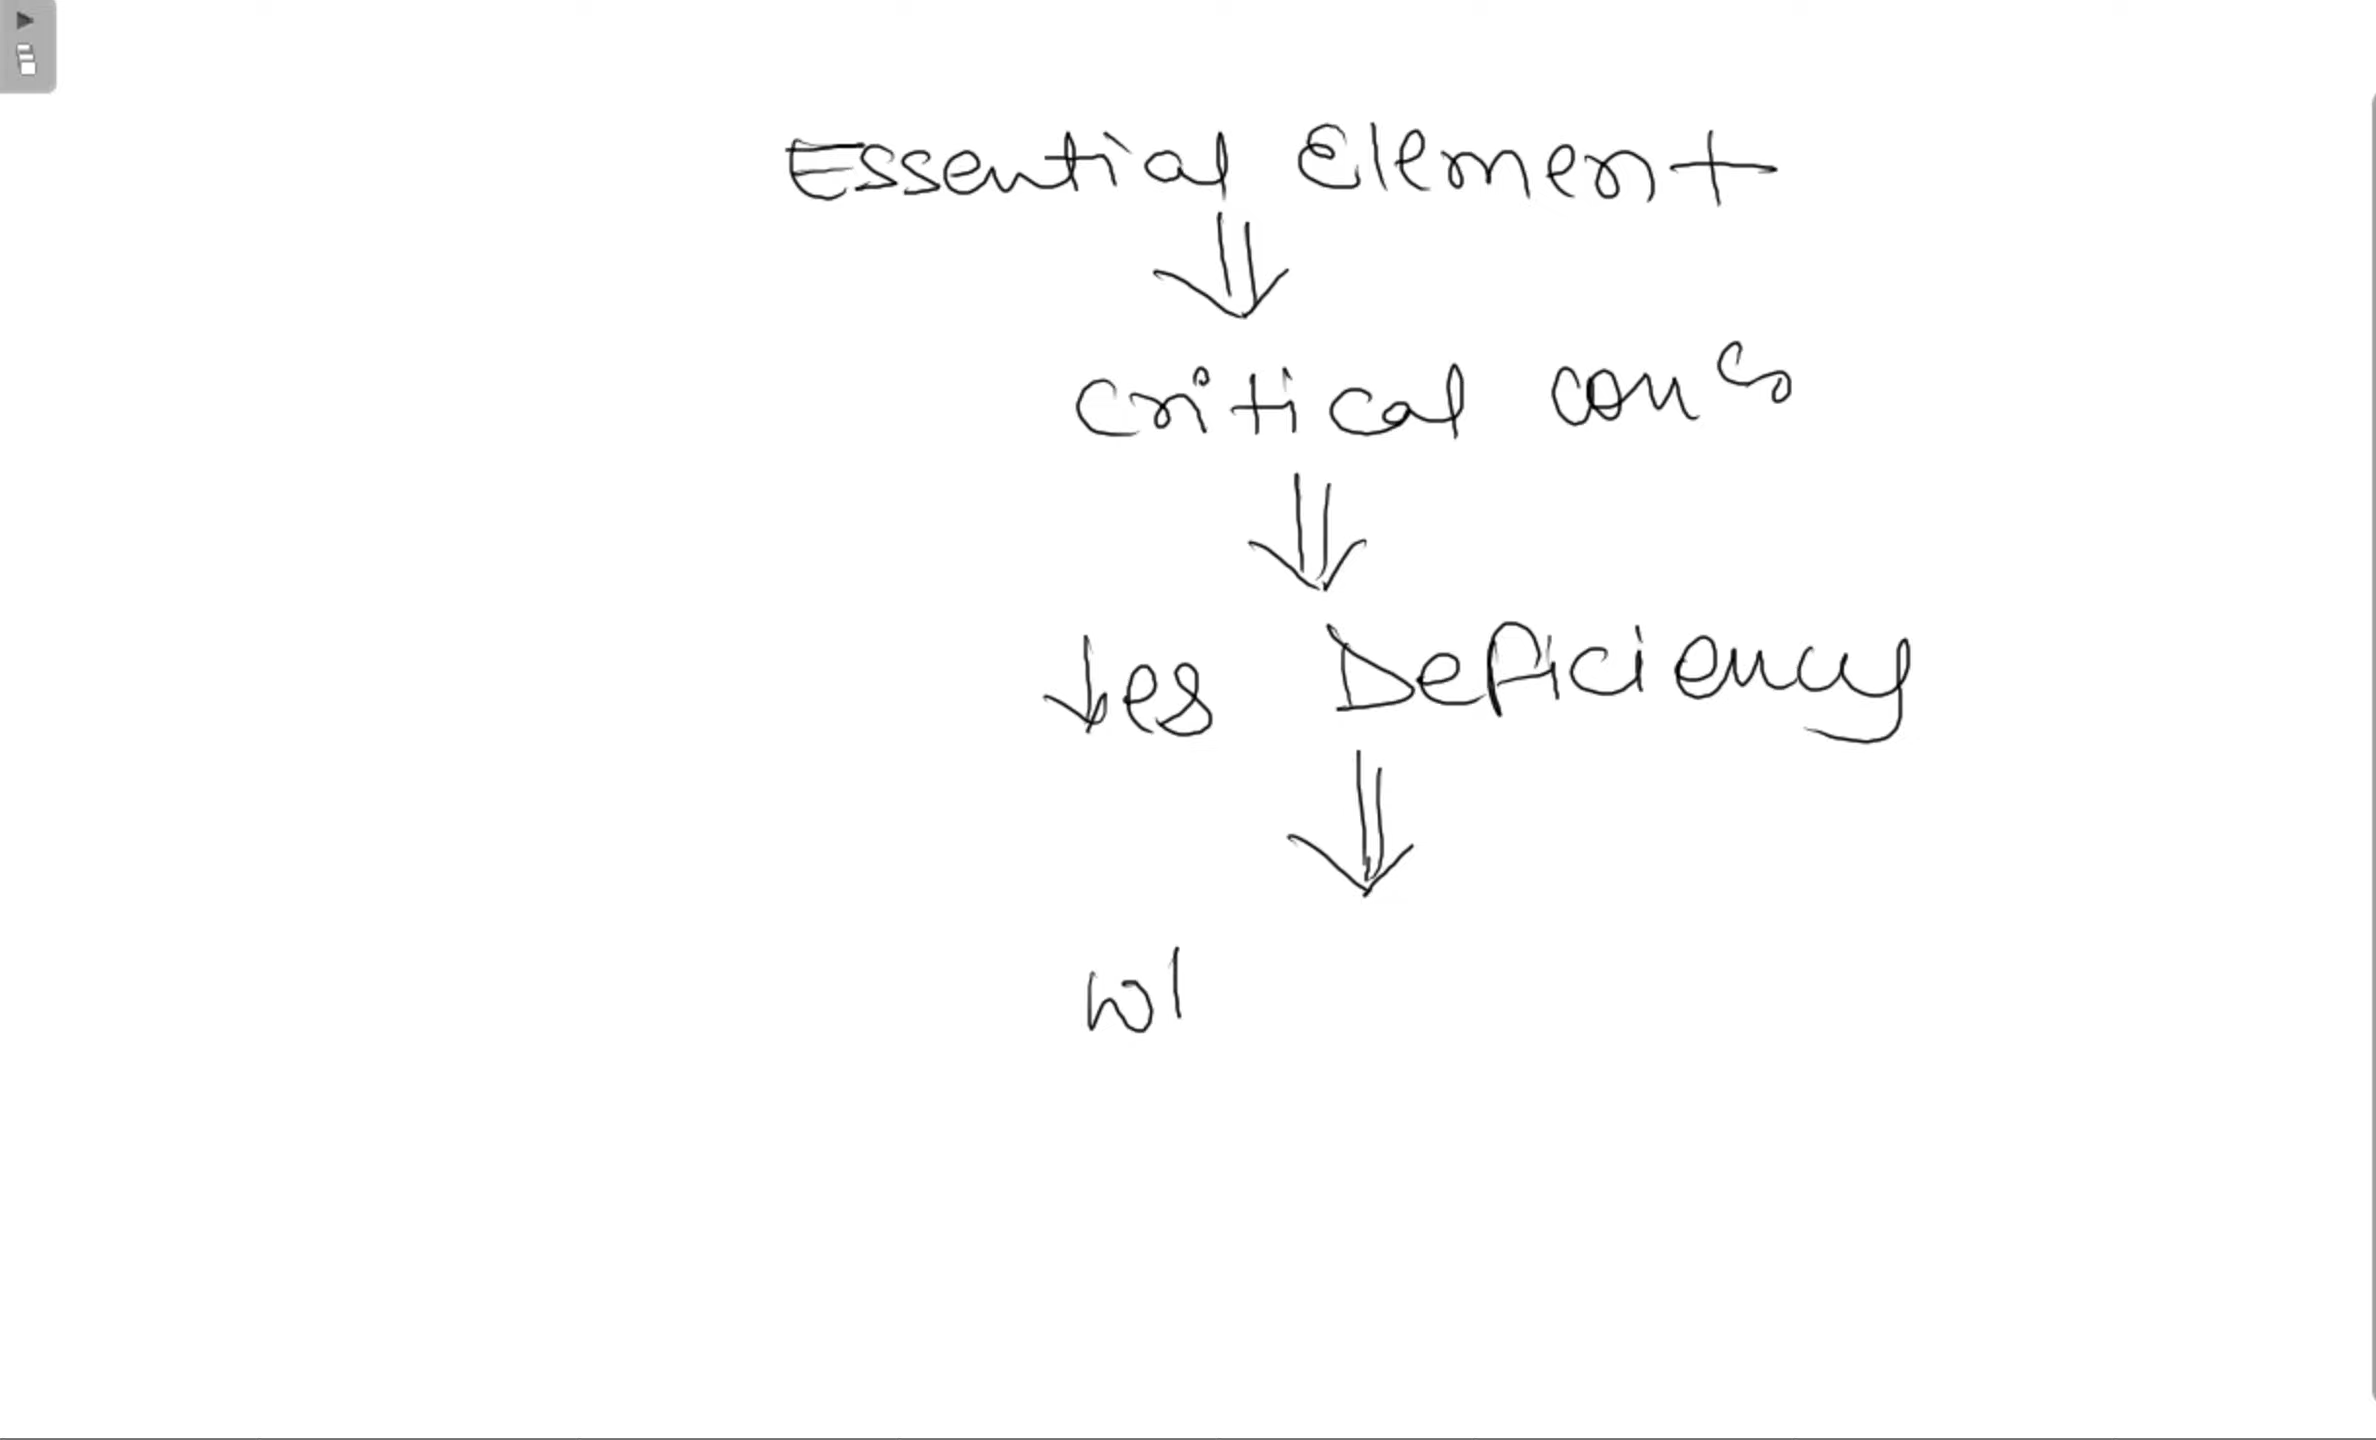 Essential Element
⇓
Critical conc
⇓
↓es Deficiency
⇓